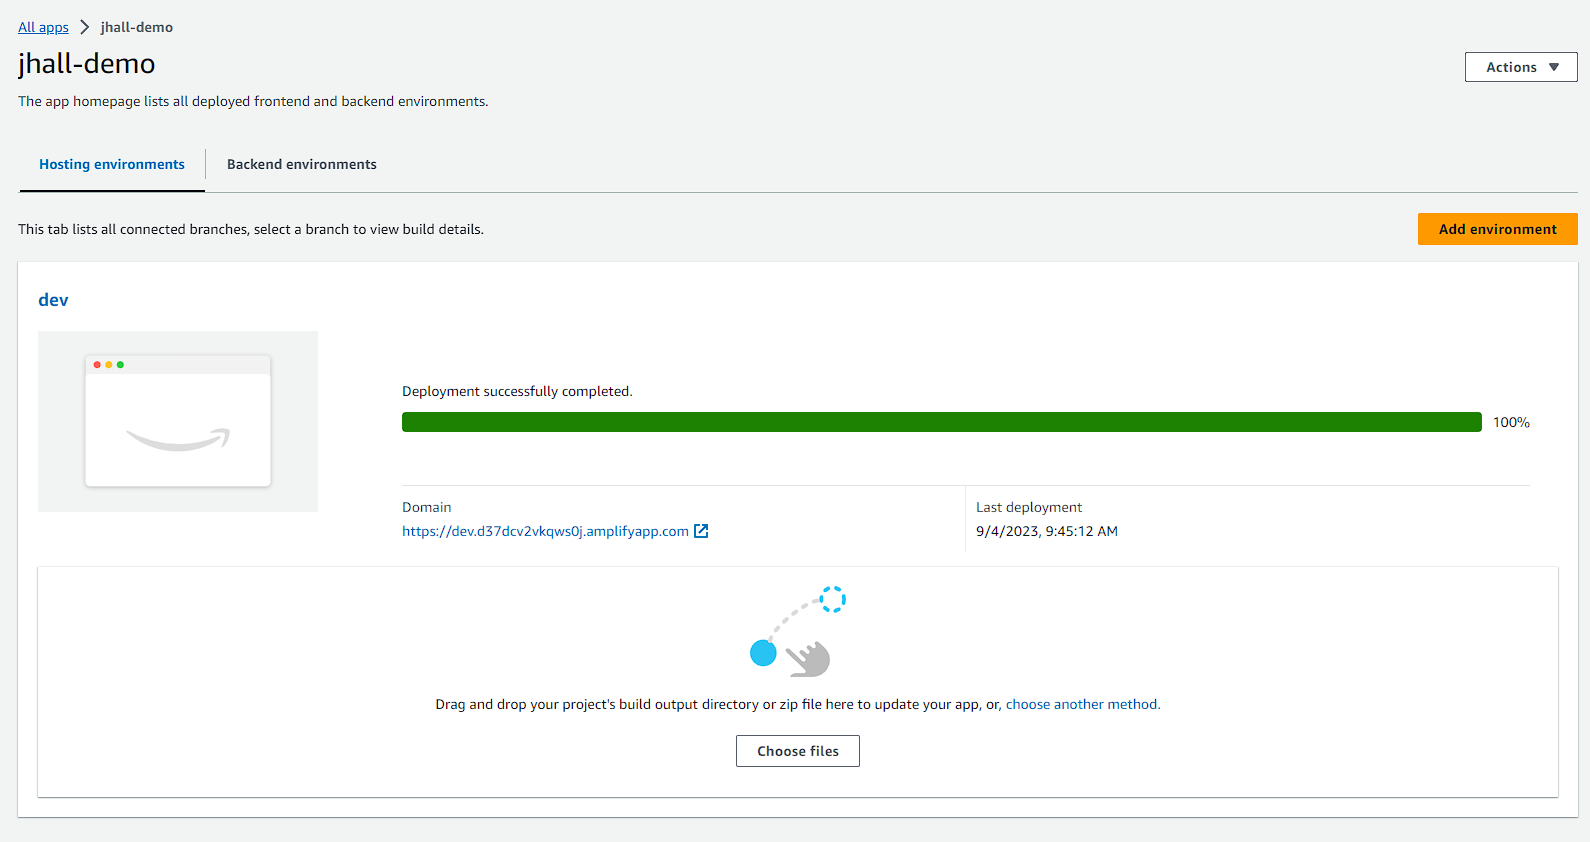 All apps > jhall-demo
jhall-demo
Actions ▼
The app homepage lists all deployed frontend and backend environments.
Hosting environments
Backend environments
This tab lists all connected branches, select a branch to view build details.
Add environment
dev
Deployment successfully completed.
100%
Domain
https://dev.d37dcv2vkqws0j.amplifyapp.com
Last deployment
9/4/2023, 9:45:12 AM
Drag and drop your project's build output directory or zip file here to update your app, or, choose another method.
Choose files